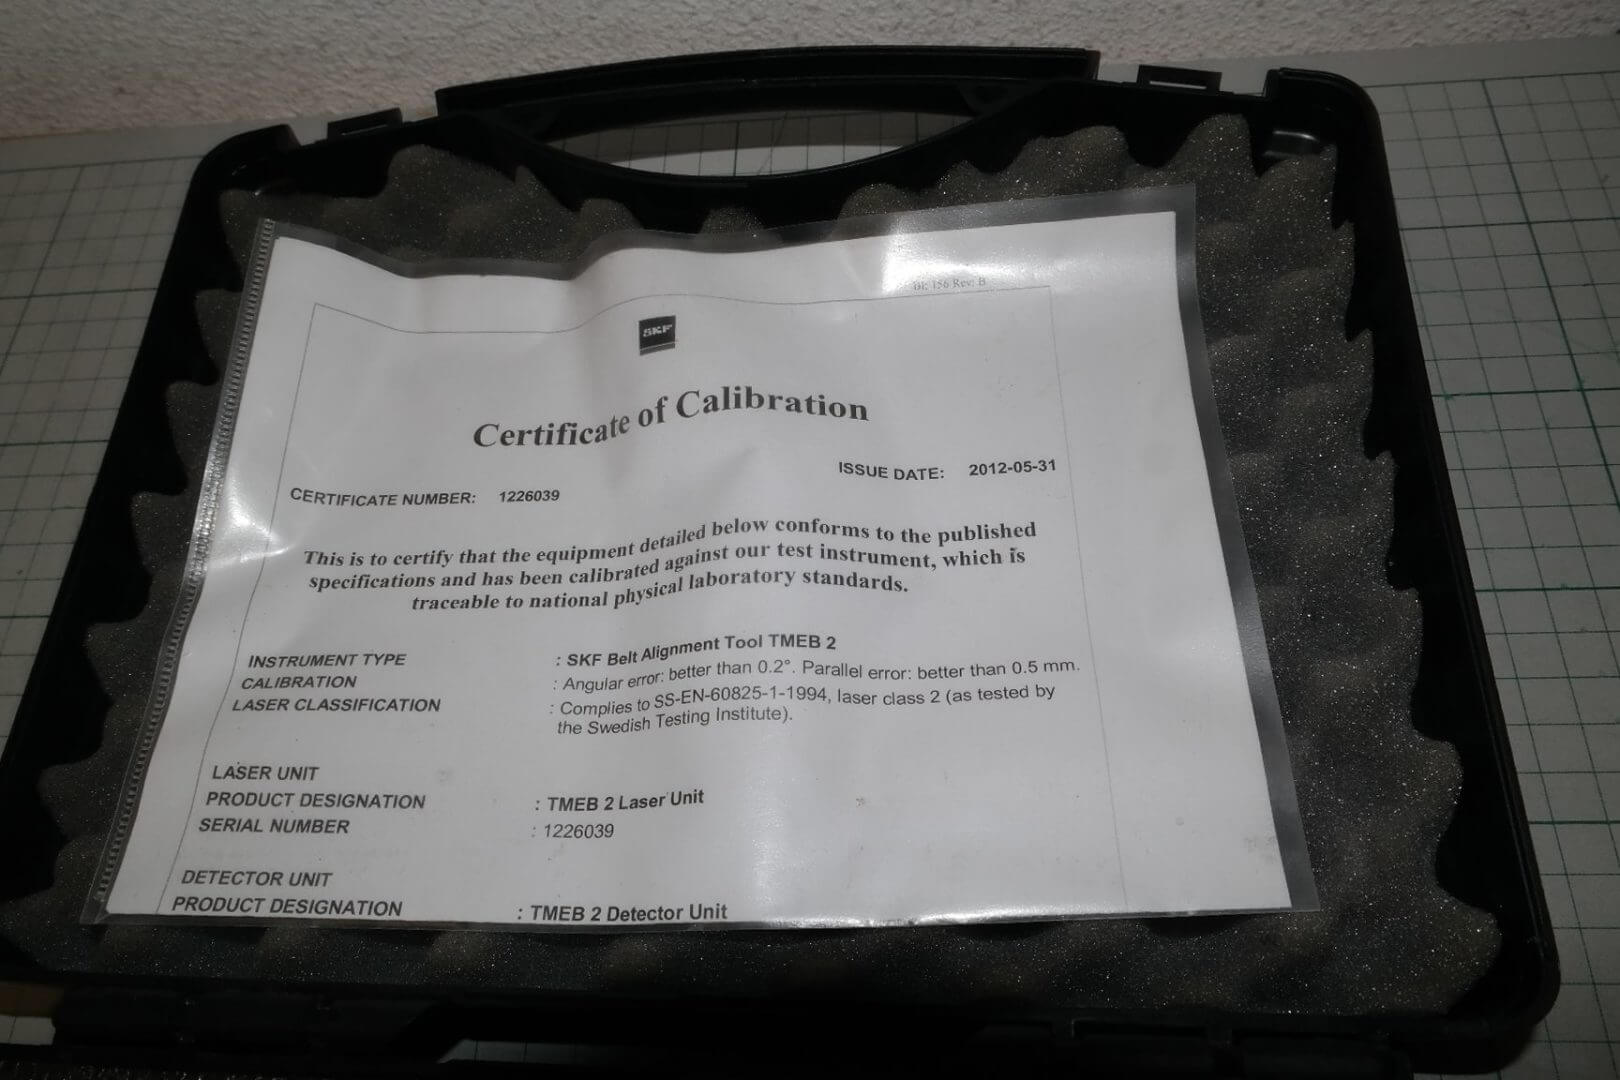 BI: 156 Rev: B
SKF
Certificate of Calibration
ISSUE DATE: 2012-05-31
CERTIFICATE NUMBER: 1226039
This is to certify that the equipment detailed below conforms to the published
specifications and has been calibrated against our test instrument, which is
traceable to national physical laboratory standards.
INSTRUMENT TYPE : SKF Belt Alignment Tool TMEB 2
CALIBRATION : Angular error: better than 0.2°. Parallel error: better than 0.5 mm.
LASER CLASSIFICATION : Complies to SS-EN-60825-1-1994, laser class 2 (as tested by
the Swedish Testing Institute).
LASER UNIT
PRODUCT DESIGNATION : TMEB 2 Laser Unit
SERIAL NUMBER : 1226039
DETECTOR UNIT
PRODUCT DESIGNATION : TMEB 2 Detector Unit